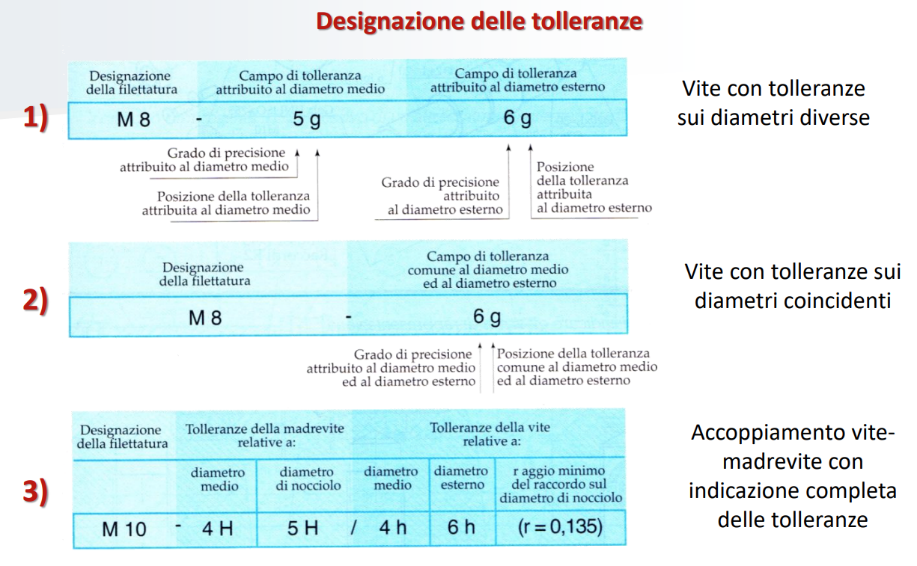 Designazione delle tolleranze
1)
Designazione
della filettatura
Campo di tolleranza
attribuito al diametro medio
Campo di tolleranza
attribuito al diametro esterno
M 8 - 5 g 6 g
Grado di precisione
attribuito al diametro medio
Posizione della tolleranza
attribuita al diametro medio
Grado di precisione
attribuito
al diametro esterno
Posizione
della tolleranza
attribuita
al diametro esterno
Vite con tolleranze
sui diametri diverse
2)
Designazione
della filettatura
Campo di tolleranza
comune al diametro medio
ed al diametro esterno
M 8 - 6 g
Grado di precisione
attribuito al diametro medio
ed al diametro esterno
Posizione della tolleranza
comune al diametro medio
ed al diametro esterno
Vite con tolleranze sui
diametri coincidenti
3)
Designazione
della filettatura
Tolleranze della madrevite
relative a:
Tolleranze della vite
relative a:
diametro
medio
diametro
di nocciolo
diametro
medio
diametro
esterno
r aggio minimo
del raccordo sul
diametro di nocciolo
M 10 - 4 H 5 H / 4 h 6 h (r = 0,135)
Accoppiamento vite-
madrevite con
indicazione completa
delle tolleranze